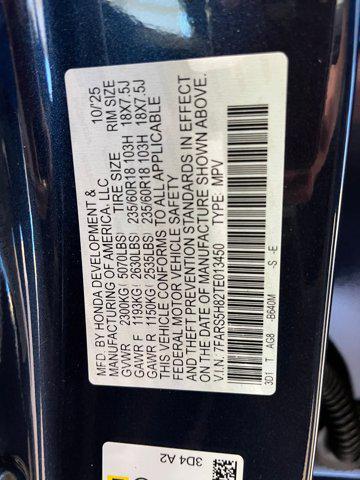 MFD. BY HONDA DEVELOPMENT & 10/25
MANUFACTURING OF AMERICA, LLC
TIRE SIZE RIM SIZE
GVWR 2300KG( 5070LBS)
GAWR F 1193KG( 2630LBS) 235/60R18 103H 18X7.5J
GAWR R 1150KG( 2535LBS) 235/60R18 103H 18X7.5J
THIS VEHICLE CONFORMS TO ALL APPLICABLE
FEDERAL MOTOR VEHICLE SAFETY
AND THEFT PREVENTION STANDARDS IN EFFECT
ON THE DATE OF MANUFACTURE SHOWN ABOVE.
V.I.N: 7FARS5H82TE013450 TYPE: MPV
3D1 T AG8 -B640M -S -E
3D4 A2